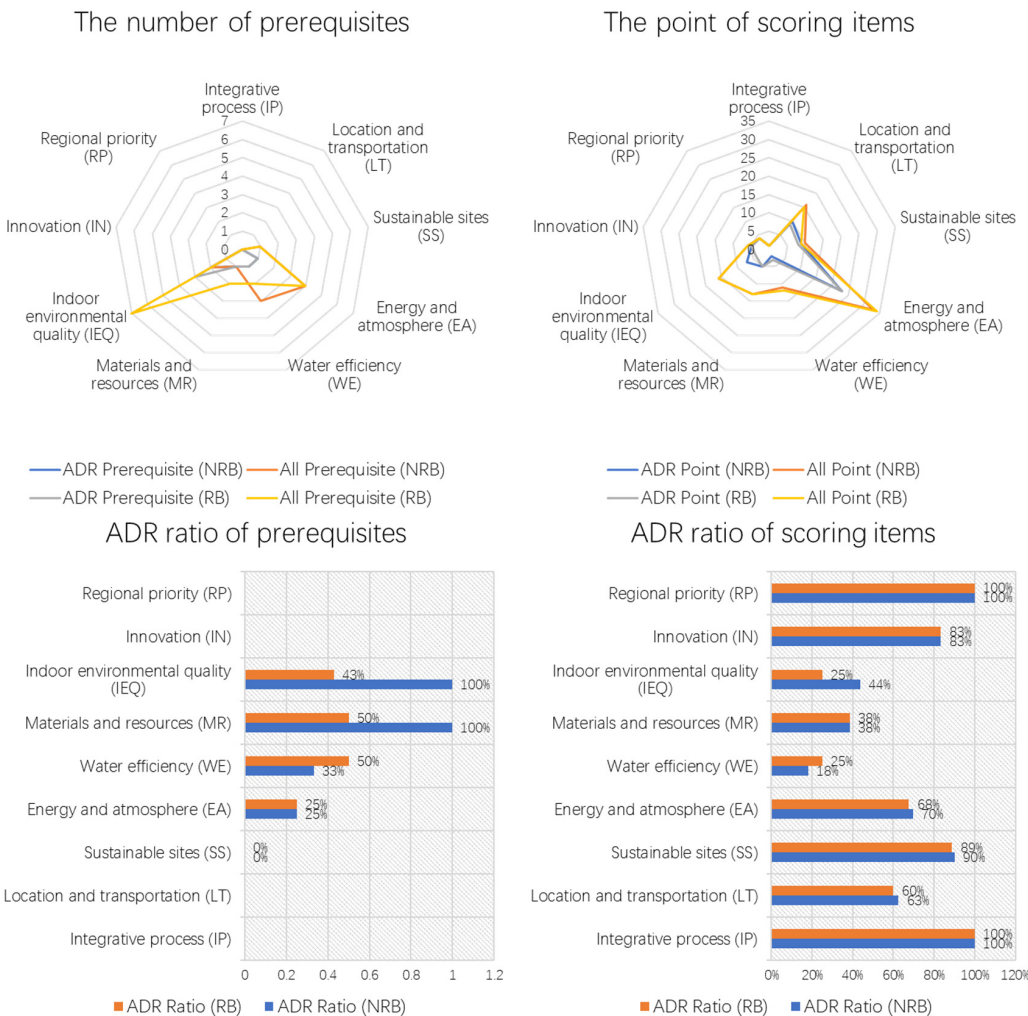 The number of prerequisites
Integrative
process (IP)
Location and
transportation
(LT)
Sustainable sites
(SS)
Energy and
atmosphere (EA)
Water efficiency
(WE)
Materials and
resources (MR)
Indoor
environmental
quality (IEQ)
Innovation (IN)
Regional priority
(RP)
7
6
5
4
3
2
1
0
ADR Prerequisite (NRB)
All Prerequisite (NRB)
ADR Prerequisite (RB)
All Prerequisite (RB)
The point of scoring items
Integrative
process (IP)
Location and
transportation
(LT)
Sustainable sites
(SS)
Energy and
atmosphere (EA)
Water efficiency
(WE)
Materials and
resources (MR)
Indoor
environmental
quality (IEQ)
Innovation (IN)
Regional priority
(RP)
35
30
25
20
15
10
5
0
ADR Point (NRB)
All Point (NRB)
ADR Point (RB)
All Point (RB)
ADR ratio of prerequisites
Regional priority (RP)
Innovation (IN)
Indoor environmental quality
(IEQ)
43%
100%
Materials and resources (MR)
50%
100%
Water efficiency (WE)
50%
33%
Energy and atmosphere (EA)
25%
25%
Sustainable sites (SS)
0%
0%
Location and transportation (LT)
Integrative process (IP)
0 0.2 0.4 0.6 0.8 1 1.2
ADR Ratio (RB)
ADR Ratio (NRB)
ADR ratio of scoring items
Regional priority (RP)
100%
100%
Innovation (IN)
83%
83%
Indoor environmental quality
(IEQ)
25%
44%
Materials and resources (MR)
38%
38%
Water efficiency (WE)
25%
18%
Energy and atmosphere (EA)
68%
70%
Sustainable sites (SS)
89%
90%
Location and transportation (LT)
60%
63%
Integrative process (IP)
100%
100%
0% 20% 40% 60% 80% 100% 120%
ADR Ratio (RB)
ADR Ratio (NRB)